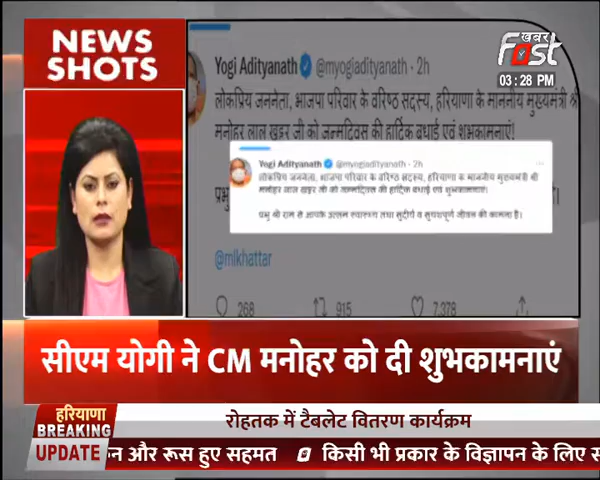 NEWS
SHOTS
Yogi Adityanath @myogiadityanath · 2h
लोकप्रिय जननेता, भाजपा परिवार के वरिष्ठ सदस्य, हरियाणा के माननीय मुख्यमंत्री श्री
मनोहर लाल खट्टर जी को जन्मदिवस की हार्दिक बधाई एवं शुभकामनाएं!
Yogi Adityanath @myogiadityanath · 2h
लोकप्रिय जननेता, भाजपा परिवार के वरिष्ठ सदस्य, हरियाणा के माननीय मुख्यमंत्री श्री
मनोहर लाल खट्टर जी को जन्मदिवस की हार्दिक बधाई एवं शुभकामनाएं!
प्रभु श्री राम से आपके उत्तम स्वास्थ्य तथा सुदीर्घ व सुयशपूर्ण जीवन की कामना है।
@mlkhattar
268 915 7,378
खबर
Fast
03:28 PM
सीएम योगी ने CM मनोहर को दी शुभकामनाएं
हरियाणा
BREAKING
UPDATE
रोहतक में टैबलेट वितरण कार्यक्रम
और रूस हुए सहमत किसी भी प्रकार के विज्ञापन के लिए